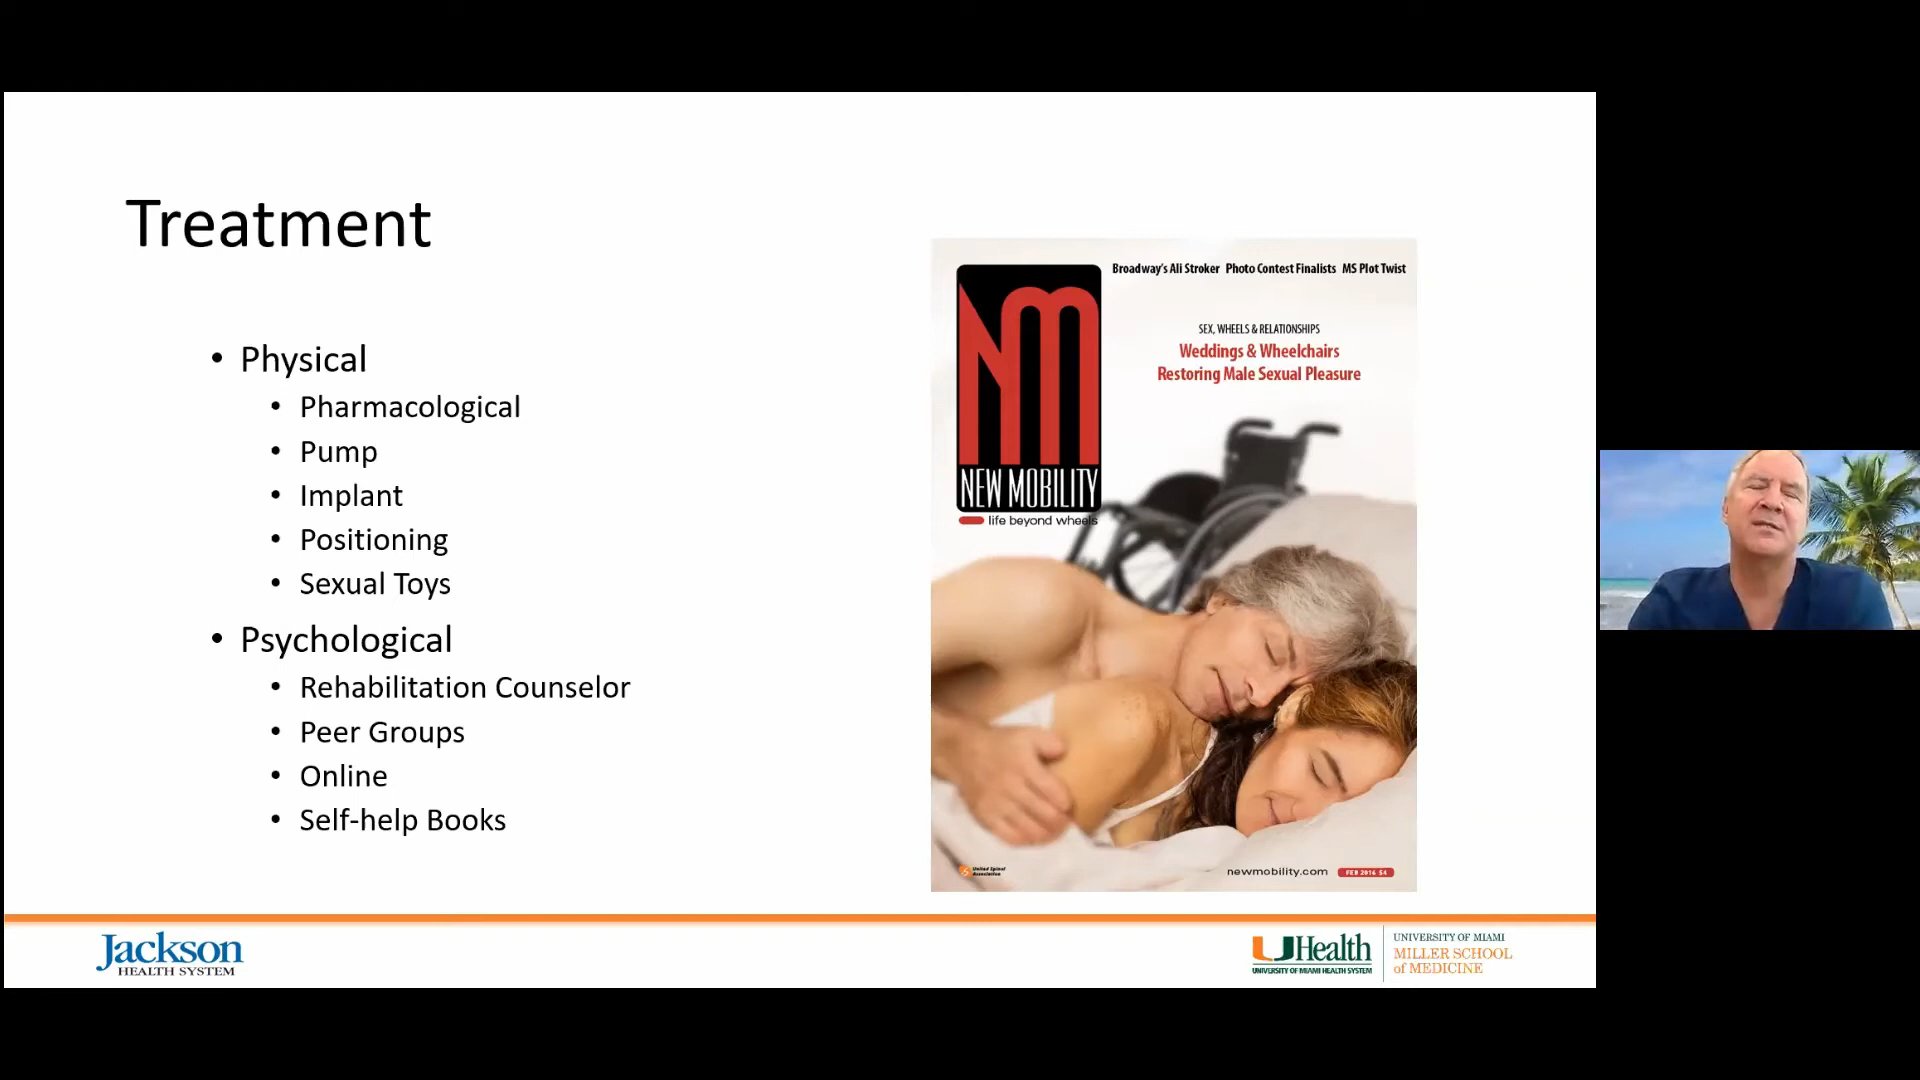 Treatment
• Physical
• Pharmacological
• Pump
• Implant
• Positioning
• Sexual Toys
• Psychological
• Rehabilitation Counselor
• Peer Groups
• Online
• Self-help Books
Broadway's Ali Stroker Photo Contest Finalists MS Plot Twist
SEX, WHEELS & RELATIONSHIPS
Weddings & Wheelchairs
Restoring Male Sexual Pleasure
NM
NEW MOBILITY
life beyond wheels
United Spinal
Association
newmobility.com FEB 2016 $4
Jackson
HEALTH SYSTEM
UHealth
UNIVERSITY OF MIAMI HEALTH SYSTEM
UNIVERSITY OF MIAMI
MILLER SCHOOL
of MEDICINE